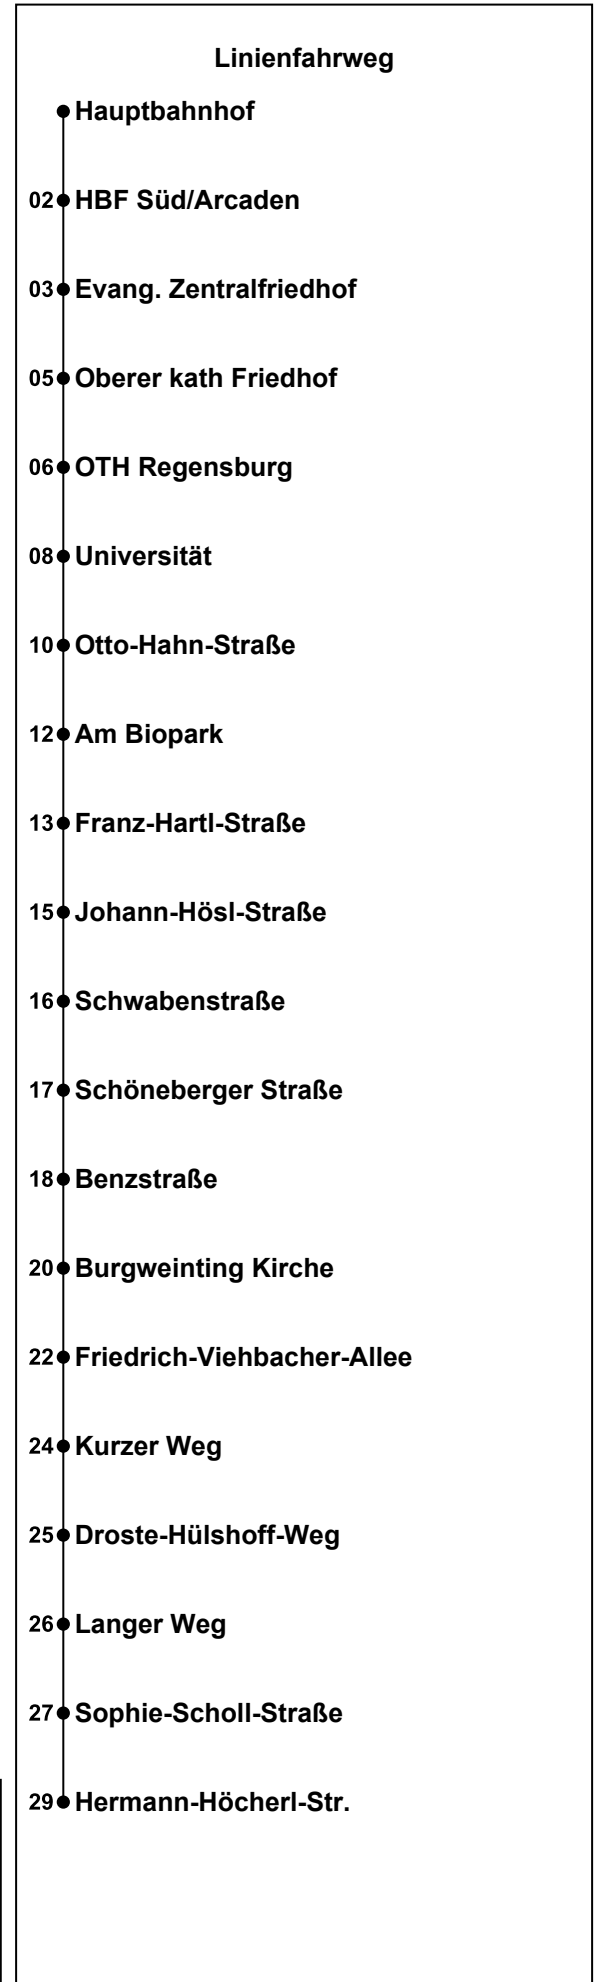 Linienfahrweg
Hauptbahnhof
02 HBF Süd/Arcaden
03 Evang. Zentralfriedhof
05 Oberer kath Friedhof
06 OTH Regensburg
08 Universität
10 Otto-Hahn-Straße
12 Am Biopark
13 Franz-Hartl-Straße
15 Johann-Hösl-Straße
16 Schwabenstraße
17 Schöneberger Straße
18 Benzstraße
20 Burgweinting Kirche
22 Friedrich-Viehbacher-Allee
24 Kurzer Weg
25 Droste-Hülshoff-Weg
26 Langer Weg
27 Sophie-Scholl-Straße
29 Hermann-Höcherl-Str.